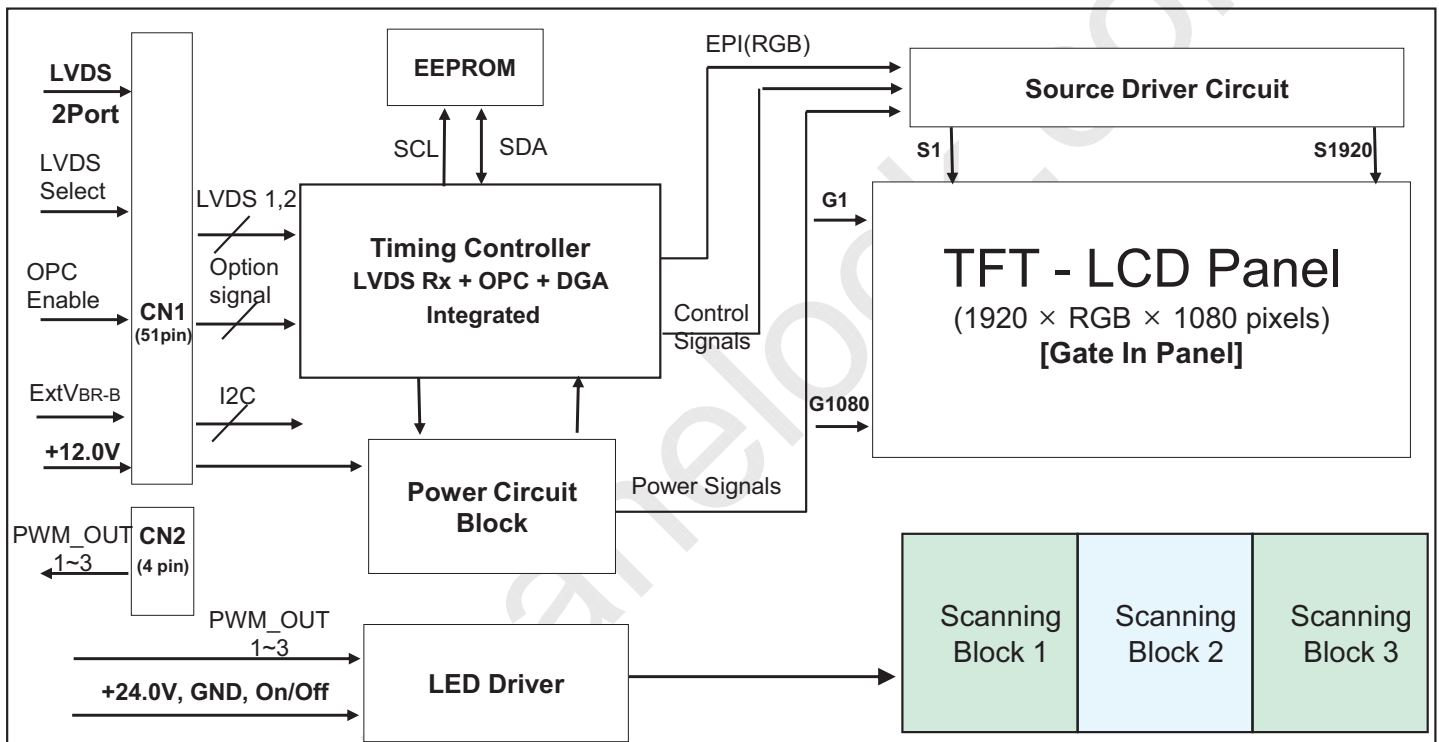 LVDS
2Port
LVDS
Select
OPC
Enable
ExtVBR-B
+12.0V
CN1
(51pin)
PWM_OUT
1~3
CN2
(4 pin)
EEPROM
SCL
SDA
LVDS 1,2
Option
signal
I2C
Timing Controller
LVDS Rx + OPC + DGA
Integrated
Power Circuit
Block
EPI(RGB)
Control
Signals
Power Signals
Source Driver Circuit
S1
S1920
G1
G1080
TFT - LCD Panel
(1920 × RGB × 1080 pixels)
[Gate In Panel]
PWM_OUT
1~3
+24.0V, GND, On/Off
LED Driver
Scanning
Block 1
Scanning
Block 2
Scanning
Block 3